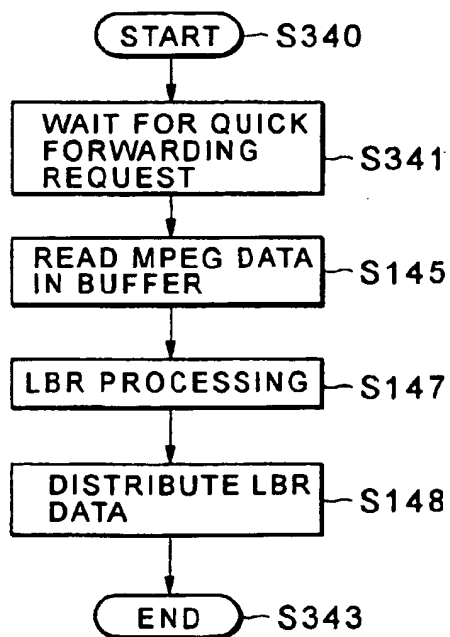 START S340
WAIT FOR QUICK
FORWARDING
REQUEST
S341
READ MPEG DATA
IN BUFFER
S145
LBR PROCESSING S147
DISTRIBUTE LBR
DATA
S148
END S343